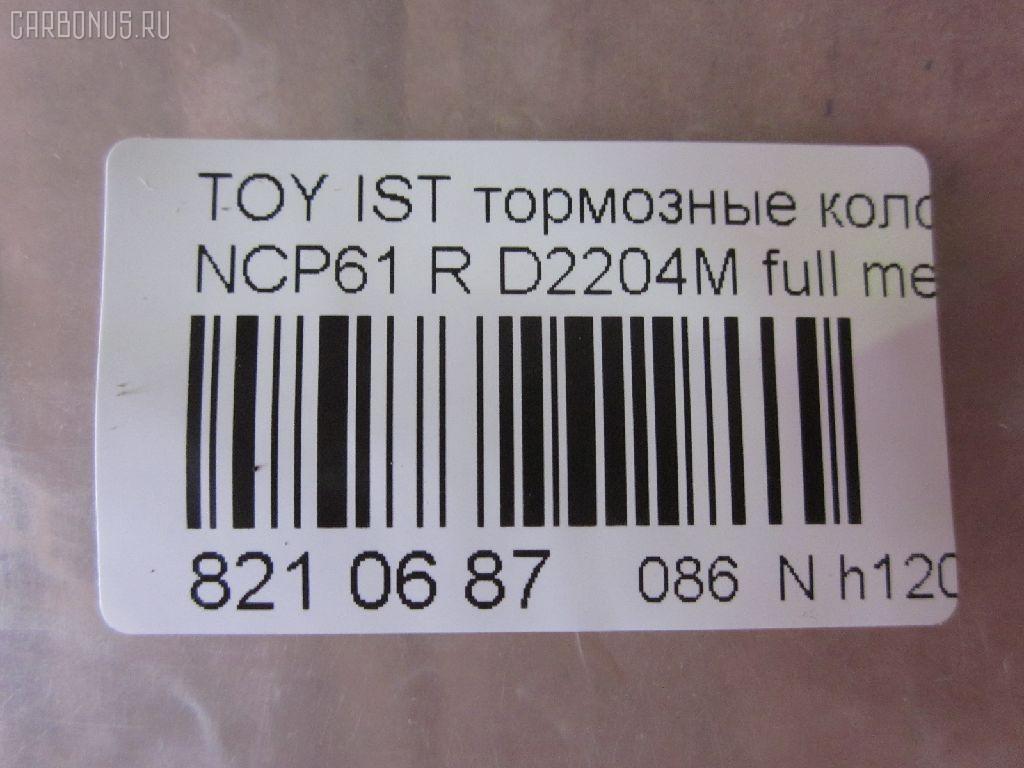 CARBONUS.RU
TOY IST тормозные коло
NCP61 R D2204M full me
821 06 87 086 N h120